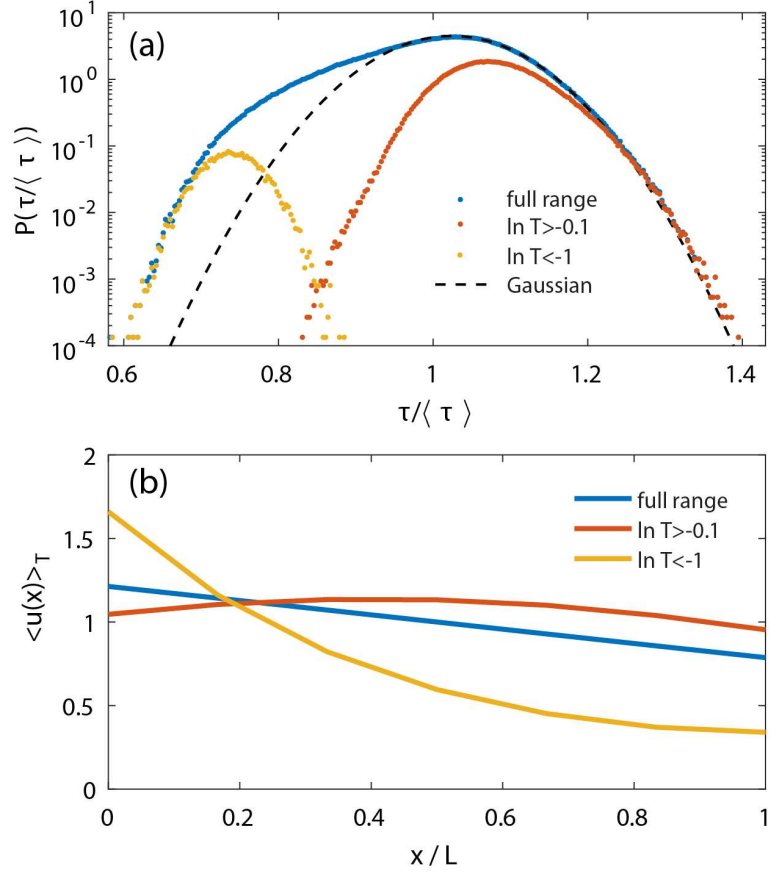 (a)
10^1
10^0
10^-1
10^-2
10^-3
10^-4
P(τ/⟨ τ ⟩)
full range
ln T>-0.1
ln T<-1
Gaussian
0.6 0.8 1 1.2 1.4
τ/⟨ τ ⟩
(b)
2
1.5
1
0.5
0
<u(x)>_T
full range
ln T>-0.1
ln T<-1
0 0.2 0.4 0.6 0.8 1
x / L